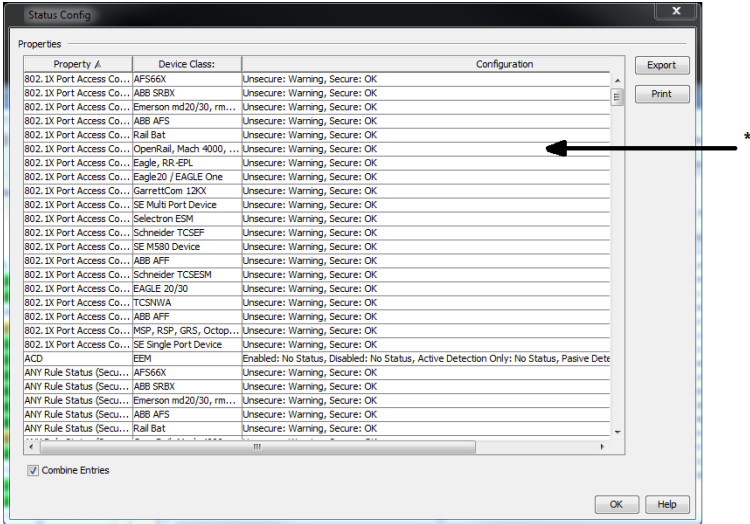 Status Config
x
Properties
Property Device Class: Configuration
Export
802.1X Port Access Co... AFS66X Unsecure: Warning, Secure: OK
802.1X Port Access Co... ABB SRBX Unsecure: Warning, Secure: OK
Print
802.1X Port Access Co... Emerson md20/30, rm... Unsecure: Warning, Secure: OK
802.1X Port Access Co... ABB AFS Unsecure: Warning, Secure: OK
802.1X Port Access Co... Rail Bat Unsecure: Warning, Secure: OK
802.1X Port Access Co... OpenRail, Mach 4000, ... Unsecure: Warning, Secure: OK
*
802.1X Port Access Co... Eagle, RR-EPL Unsecure: Warning, Secure: OK
802.1X Port Access Co... Eagle20 / EAGLE One Unsecure: Warning, Secure: OK
802.1X Port Access Co... GarrettCom 12KX Unsecure: Warning, Secure: OK
802.1X Port Access Co... SE Multi Port Device Unsecure: Warning, Secure: OK
802.1X Port Access Co... Selectron ESM Unsecure: Warning, Secure: OK
802.1X Port Access Co... Schneider TCSEF Unsecure: Warning, Secure: OK
802.1X Port Access Co... SE M580 Device Unsecure: Warning, Secure: OK
802.1X Port Access Co... ABB AFF Unsecure: Warning, Secure: OK
802.1X Port Access Co... Schneider TCSESM Unsecure: Warning, Secure: OK
802.1X Port Access Co... EAGLE 20/30 Unsecure: Warning, Secure: OK
802.1X Port Access Co... TCSNWA Unsecure: Warning, Secure: OK
802.1X Port Access Co... ABB AFF Unsecure: Warning, Secure: OK
802.1X Port Access Co... MSP, RSP, GRS, Octop... Unsecure: Warning, Secure: OK
802.1X Port Access Co... SE Single Port Device Unsecure: Warning, Secure: OK
ACD EEM Enabled: No Status, Disabled: No Status, Active Detection Only: No Status, Pasive Dete
ANY Rule Status (Secu... AFS66X Unsecure: Warning, Secure: OK
ANY Rule Status (Secu... ABB SRBX Unsecure: Warning, Secure: OK
ANY Rule Status (Secu... Emerson md20/30, rm... Unsecure: Warning, Secure: OK
ANY Rule Status (Secu... ABB AFS Unsecure: Warning, Secure: OK
ANY Rule Status (Secu... Rail Bat Unsecure: Warning, Secure: OK
Combine Entries
OK Help